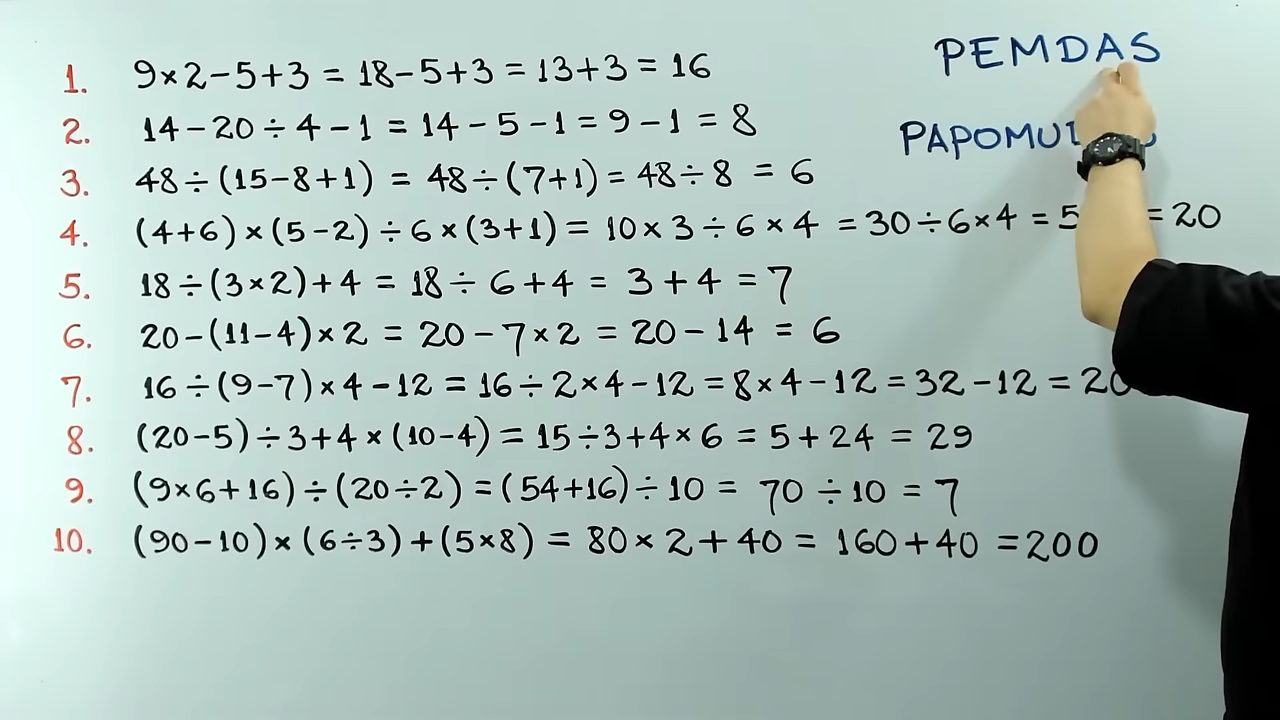 PEMDAS
1. 9×2-5+3 = 18-5+3 = 13+3 = 16
2. 14-20÷4-1 = 14-5-1 = 9-1 = 8
3. 48÷(15-8+1) = 48÷(7+1) = 48÷8 = 6
4. (4+6)×(5-2)÷6×(3+1) = 10×3÷6×4 = 30÷6×4 = 5 = 20
5. 18÷(3×2)+4 = 18÷6+4 = 3+4 = 7
6. 20-(11-4)×2 = 20-7×2 = 20-14 = 6
7. 16÷(9-7)×4-12 = 16÷2×4-12 = 8×4-12 = 32-12 = 20
8. (20-5)÷3+4×(10-4) = 15÷3+4×6 = 5+24 = 29
9. (9×6+16)÷(20÷2) = (54+16)÷10 = 70÷10 = 7
10. (90-10)×(6÷3)+(5×8) = 80×2+40 = 160+40 = 200